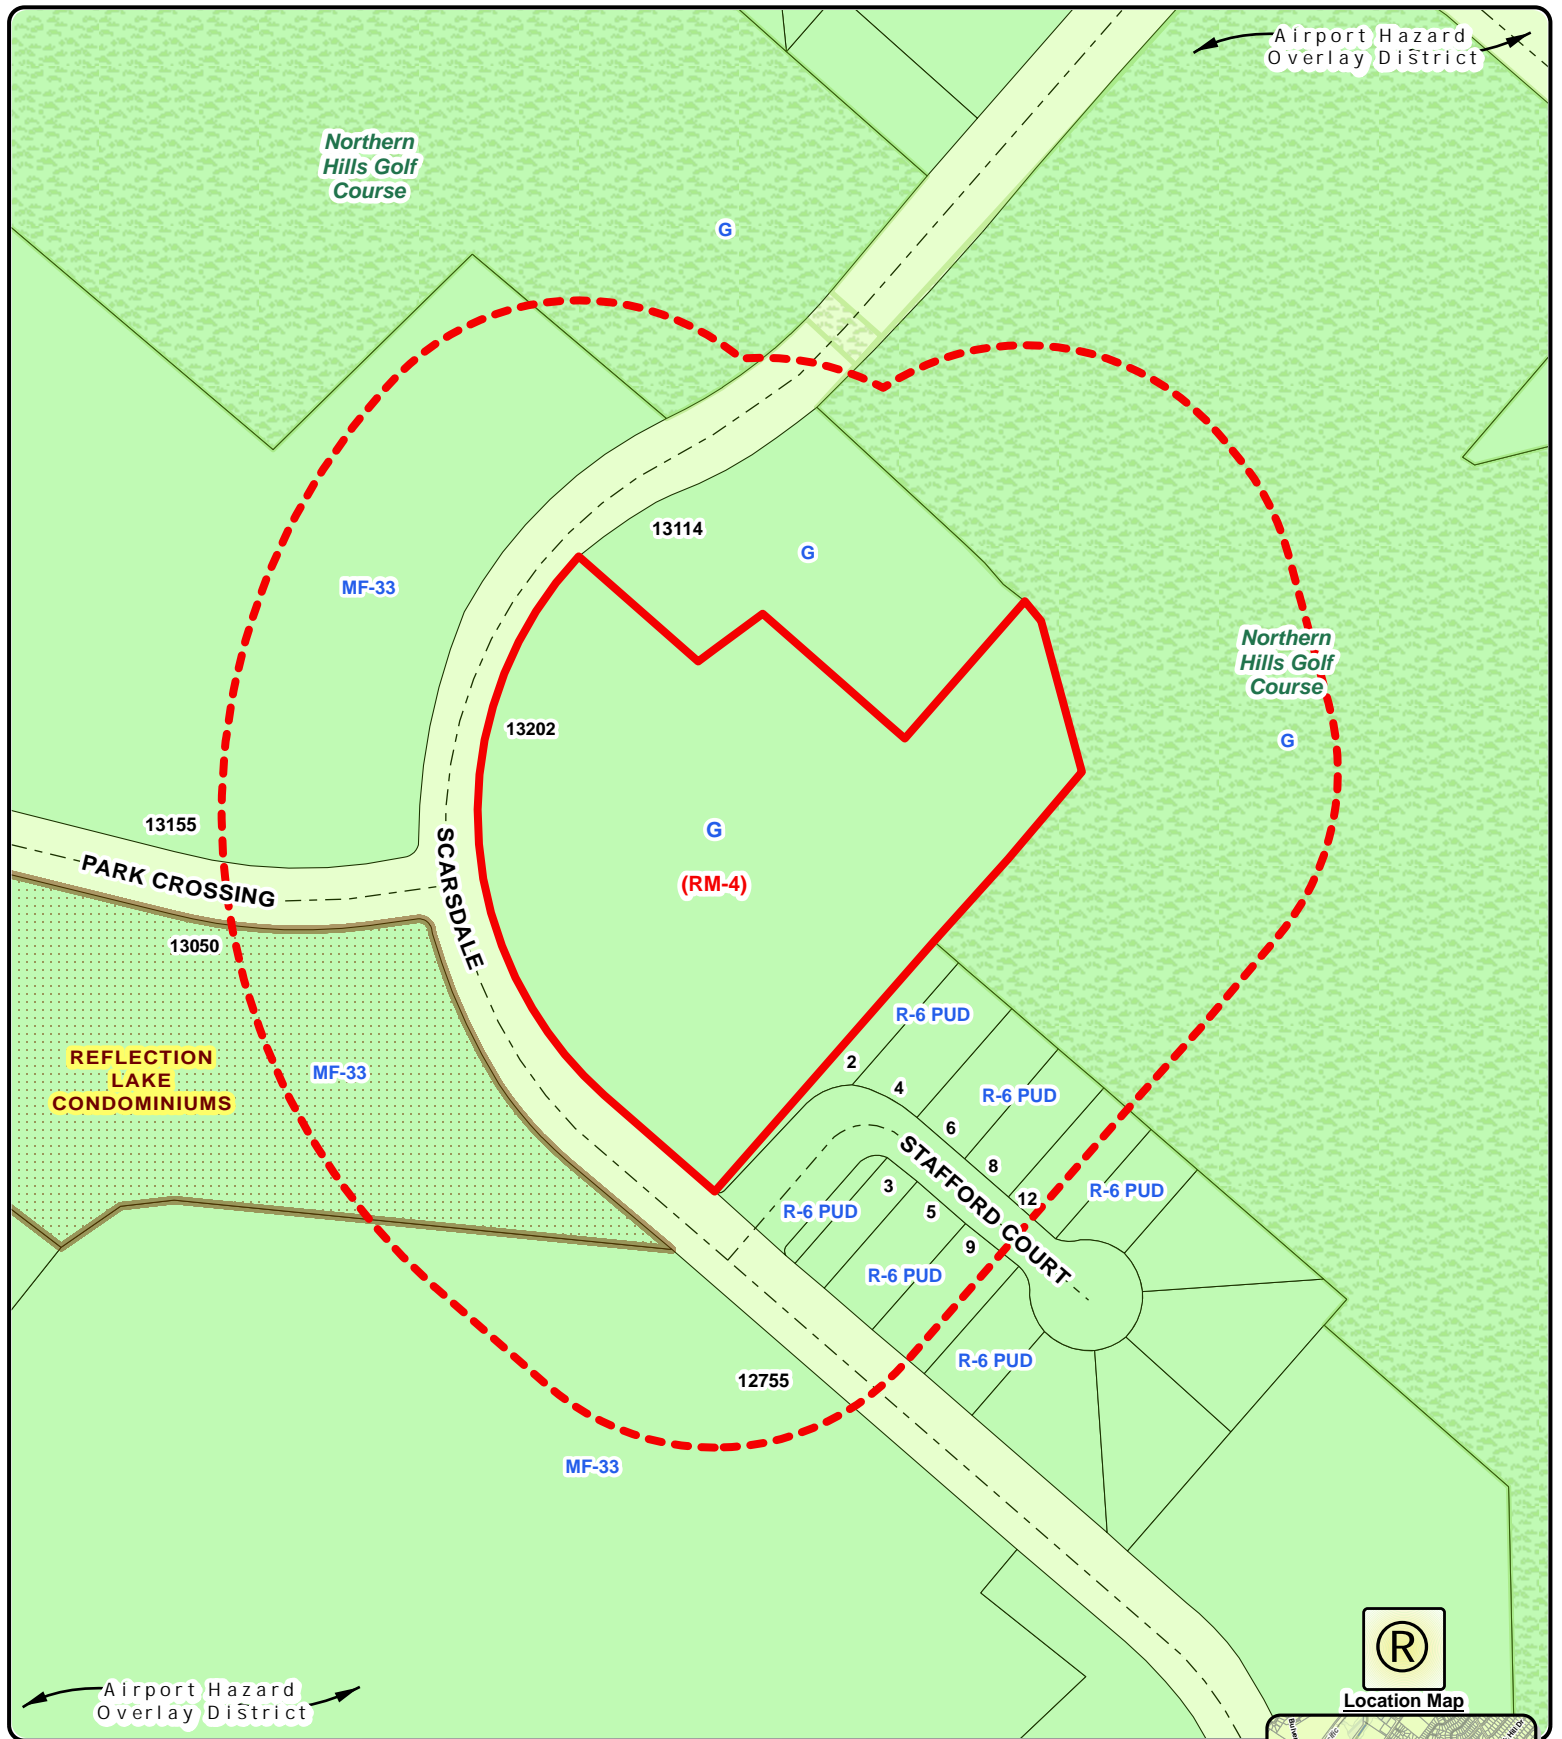 Airport Hazard
Overlay District
Northern
Hills Golf
Course
G
13114
G
MF-33
Northern
Hills Golf
Course
13202
G
13155
G
SCARSDALE
PARK CROSSING
(RM-4)
13050
R-6 PUD
REFLECTION
LAKE
CONDOMINIUMS
MF-33
2
4
R-6 PUD
6
STAFFORD COURT
8
3
12
R-6 PUD
5
R-6 PUD
9
R-6 PUD
R-6 PUD
12755
MF-33
R
Airport Hazard
Overlay District
Location Map
Hill Dr